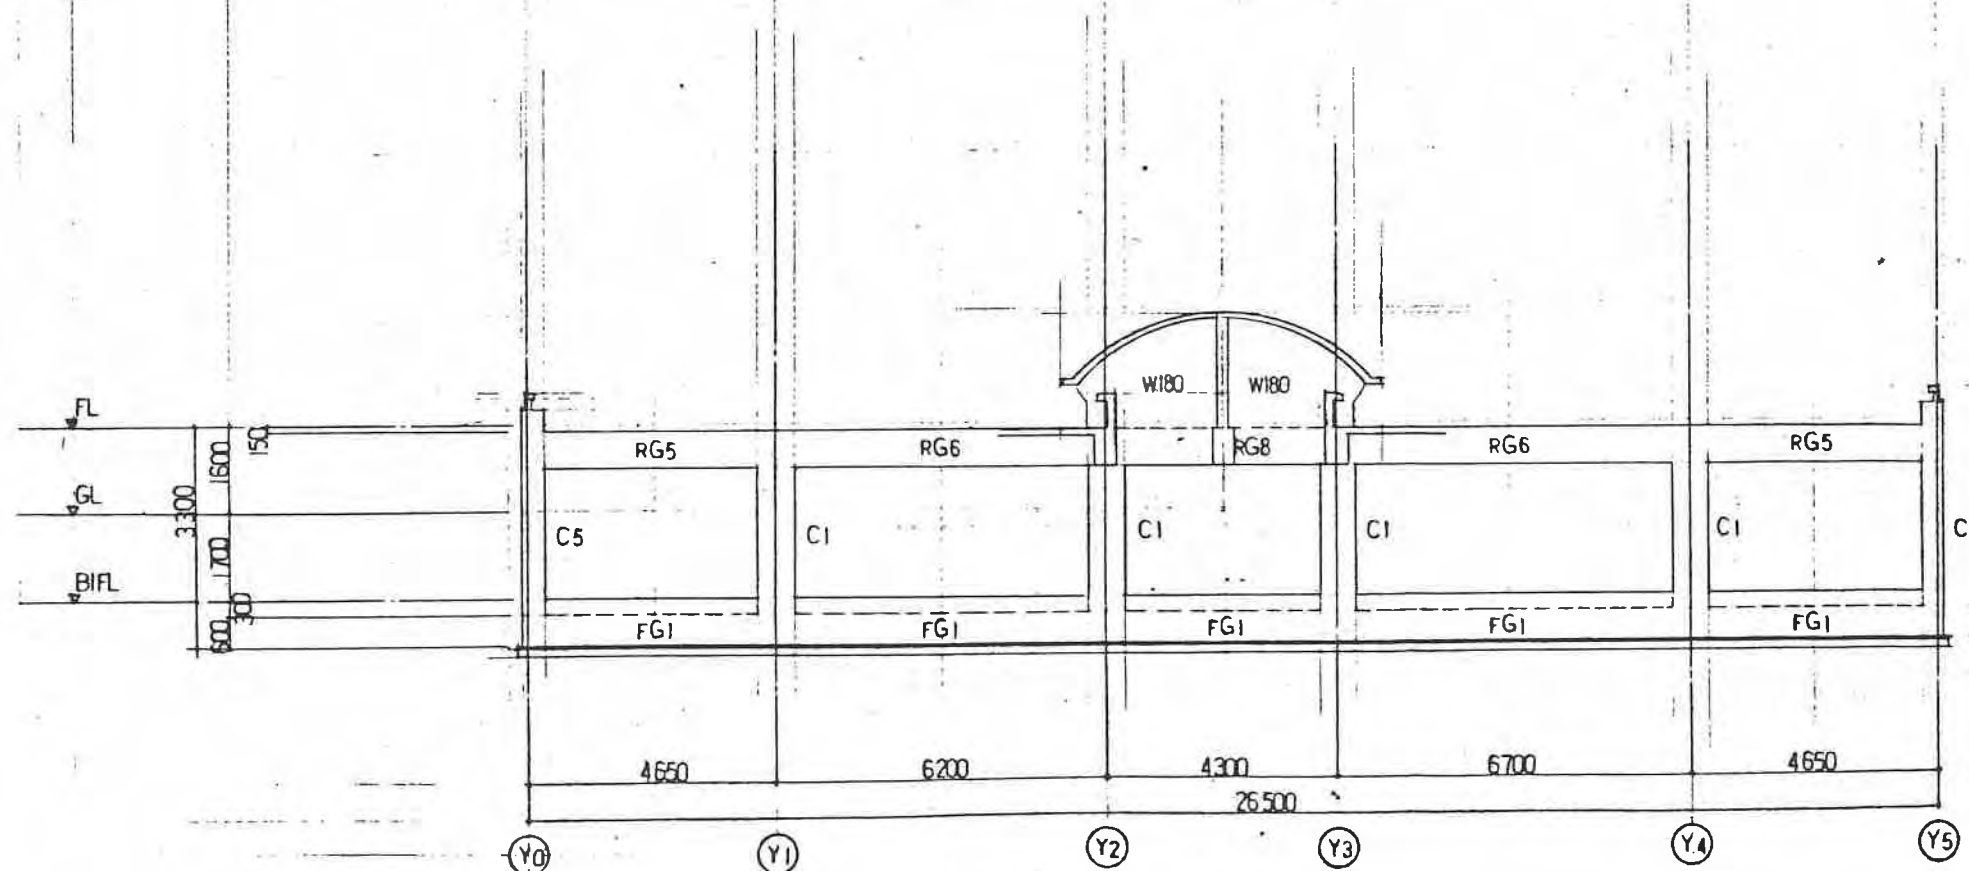 W180 W180
FL
RG5 RG6 RG8 RG6 RG5
150
1600
GL
3300
C5 C1 C1 C1 C1 C
1700
B1FL
300
600
FG1 FG1 FG1 FG1 FG1
4650 6200 4300 6700 4650
26500
Y0 Y1 Y2 Y3 Y4 Y5